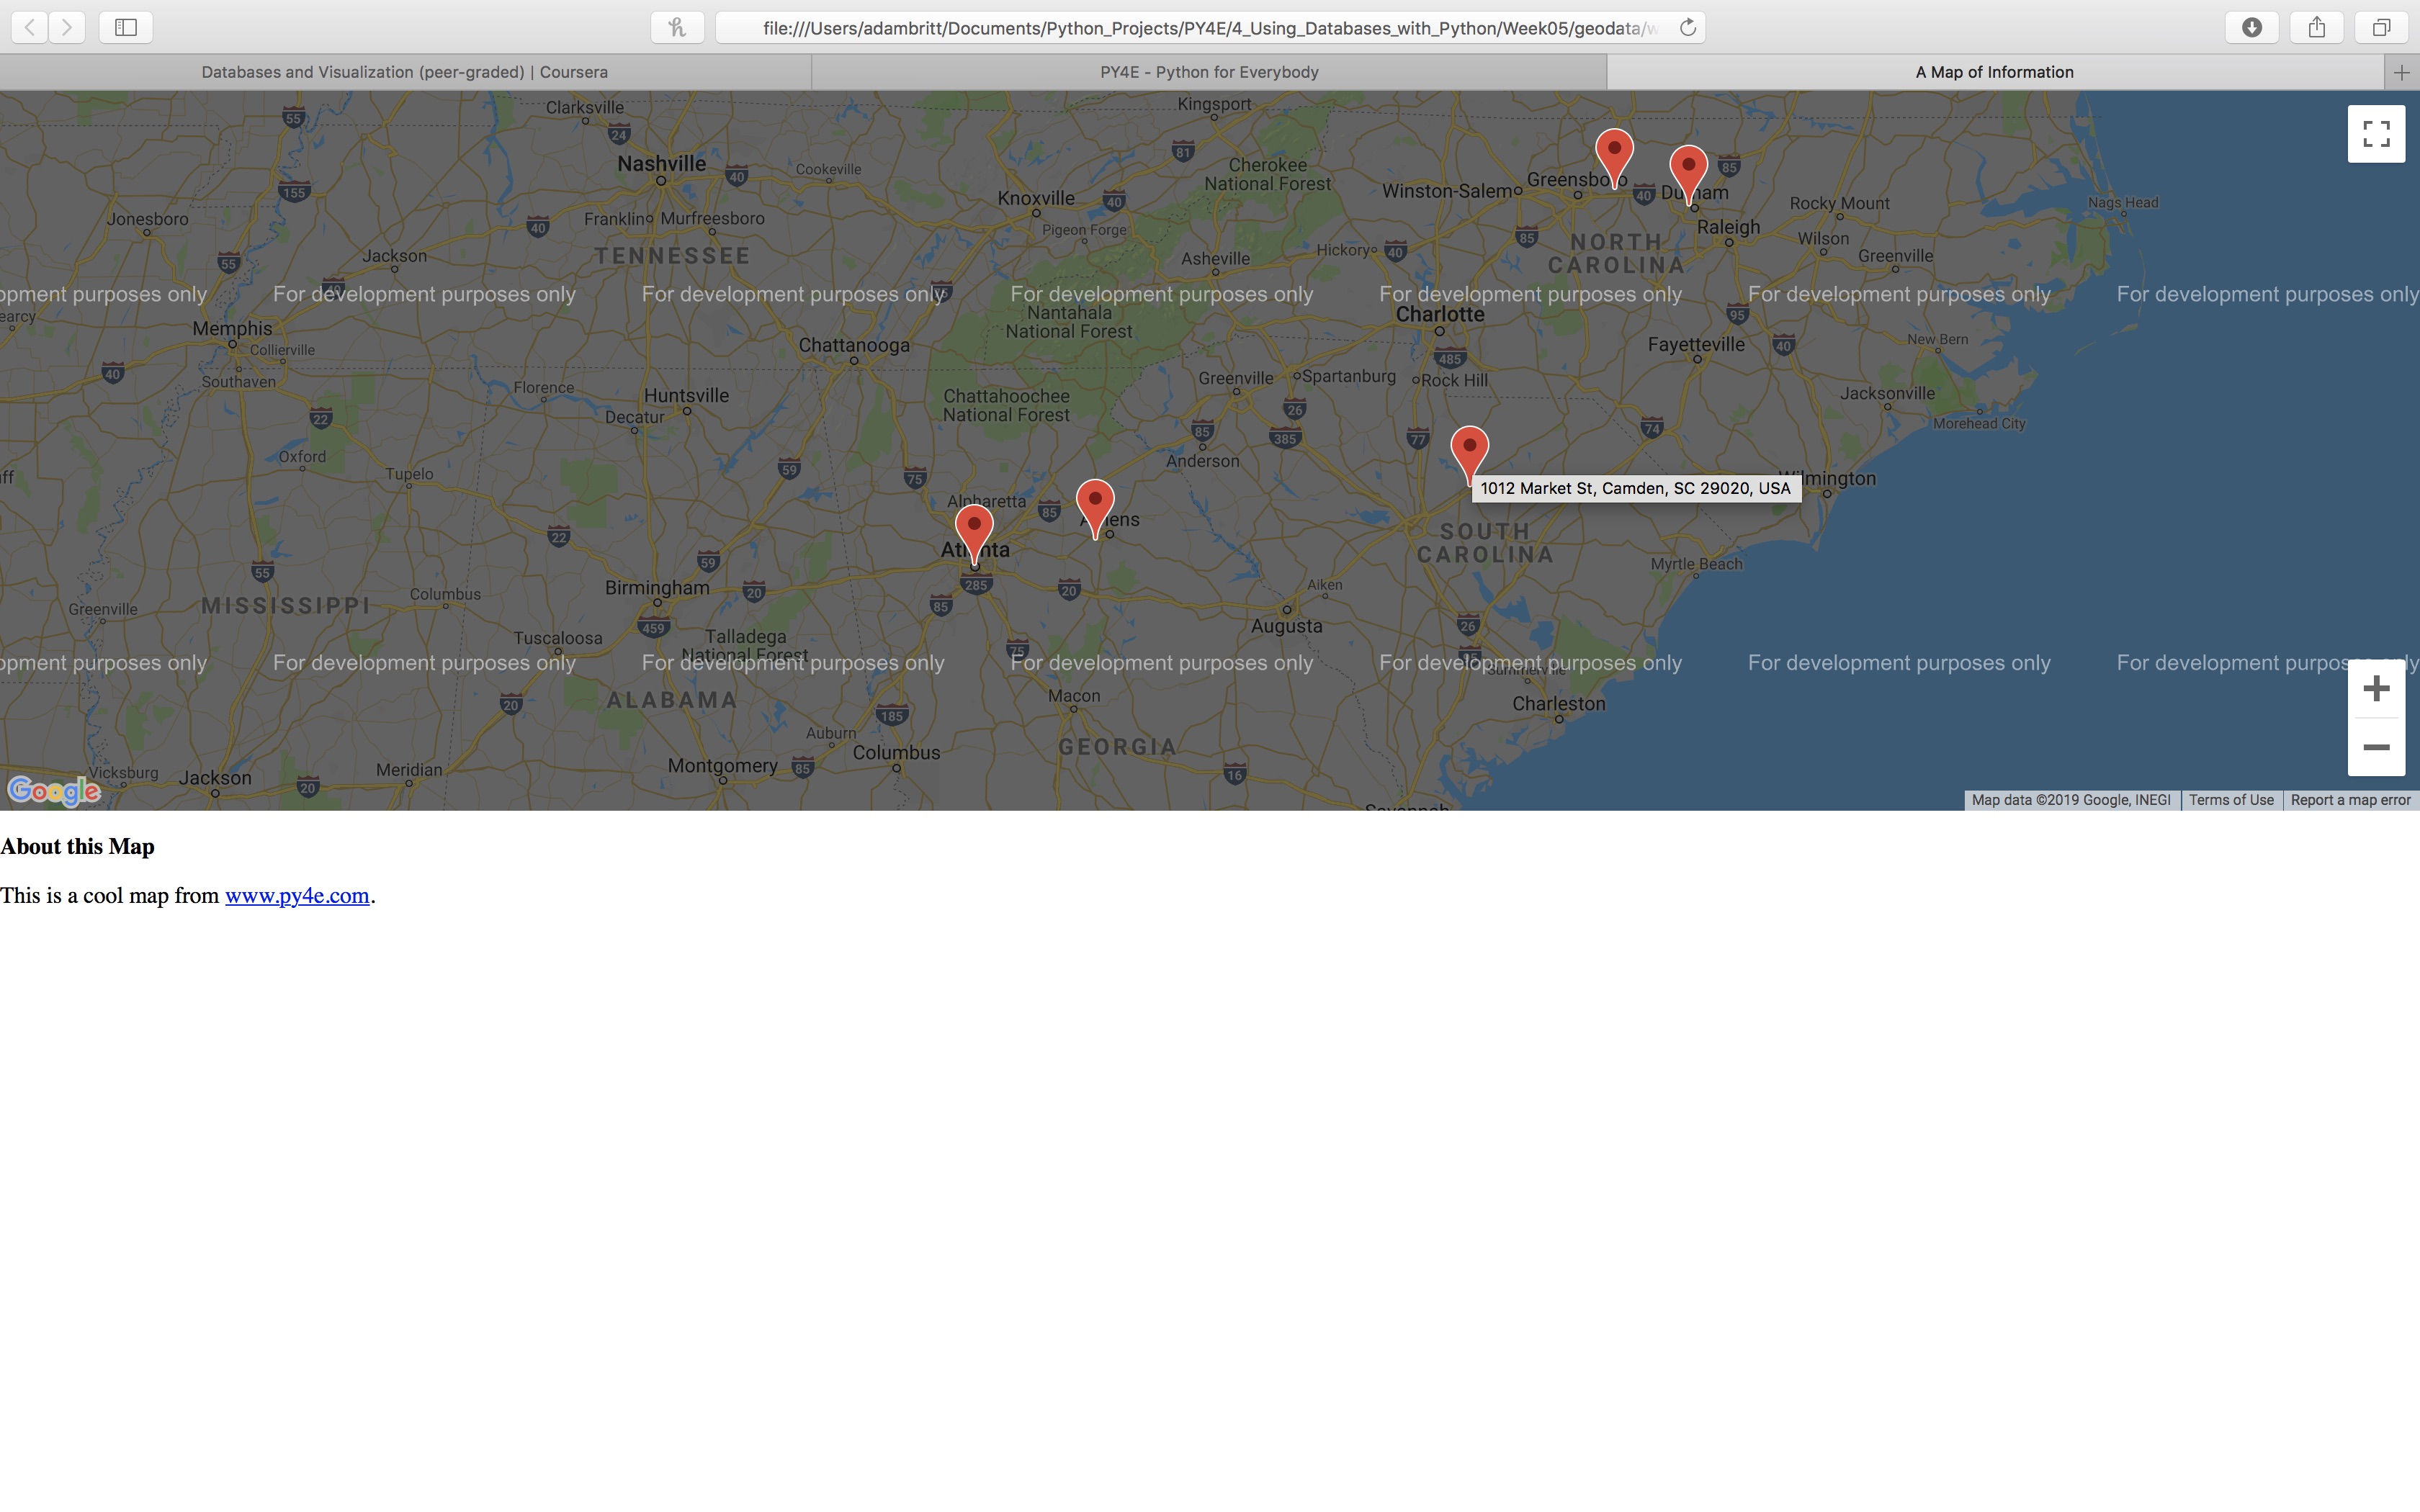 file:///Users/adambritt/Documents/Python_Projects/PY4E/4_Using_Databases_with_Python/Week05/geodata/w
Databases and Visualization (peer-graded) | Coursera
PY4E - Python for Everybody
A Map of Information
Clarksville
Kingsport
55
24
Nashville
40
Cookeville
81
Cherokee
National Forest
Winston-Salem
Greensboro
40
Durham
85
155
Knoxville
40
Jonesboro
Franklin
Murfreesboro
40
Pigeon Forge
Rocky Mount
Nags Head
Raleigh
TENNESSEE
Hickory
40
85
NORTH
CAROLINA
Wilson
Jackson
55
Asheville
Greenville
opment purposes only
For development purposes only
For development purposes only
For development purposes only
For development purposes only
For development purposes only
For development purposes only
earcy
Memphis
Collierville
Nantahala
National Forest
Charlotte
95
Chattanooga
485
Fayetteville
40
New Bern
40
Southaven
Florence
Huntsville
Greenville
Spartanburg
Rock Hill
Jacksonville
22
Decatur
Chattahoochee
National Forest
26
Morehead City
85
385
77
74
Oxford
Tupelo
59
75
Anderson
ff
Wilmington
1012 Market St, Camden, SC 29020, USA
Alpharetta
85
Athens
22
Atlanta
SOUTH
CAROLINA
55
59
285
Myrtle Beach
Birmingham
20
85
20
Aiken
Greenville
MISSISSIPPI
Columbus
459
Augusta
26
Tuscaloosa
Talladega
National Forest
75
opment purposes only
For development purposes only
For development purposes only
For development purposes only
For development purposes only
For development purposes only
For development purposes only
95
Summerville
20
ALABAMA
185
Macon
Charleston
Auburn
Columbus
GEORGIA
Vicksburg
Jackson
20
Meridian
Montgomery
85
16
Savannah
Google
Map data ©2019 Google, INEGI
Terms of Use
Report a map error
About this Map
This is a cool map from www.py4e.com.